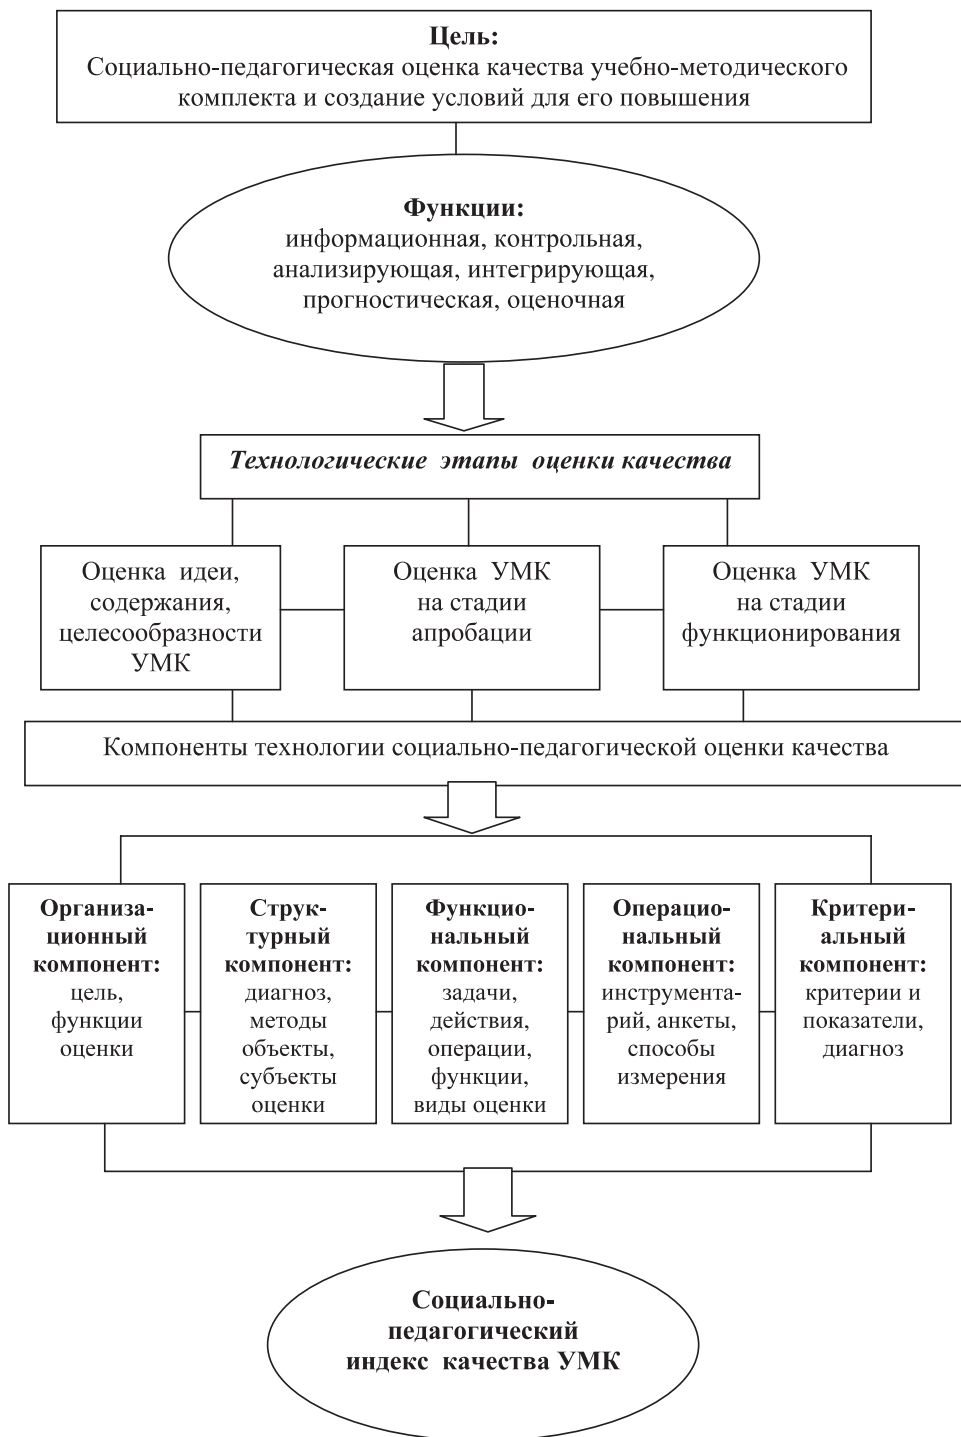 Цель:
Социально-педагогическая оценка качества учебно-методического
комплекта и создание условий для его повышения
Функции:
информационная, контрольная,
анализирующая, интегрирующая,
прогностическая, оценочная
Технологические этапы оценки качества
Оценка идеи,
содержания,
целесообразности
УМК
Оценка УМК
на стадии
апробации
Оценка УМК
на стадии
функционирования
Компоненты технологии социально-педагогической оценки качества
Организа-
ционный
компонент:
цель,
функции
оценки
Струк-
турный
компонент:
диагноз,
методы
объекты,
субъекты
оценки
Функцио-
нальный
компонент:
задачи,
действия,
операции,
функции,
виды оценки
Операцио-
нальный
компонент:
инструмента-
рий, анкеты,
способы
измерения
Критери-
альный
компонент:
критерии и
показатели,
диагноз
Социально-
педагогический
индекс качества УМК